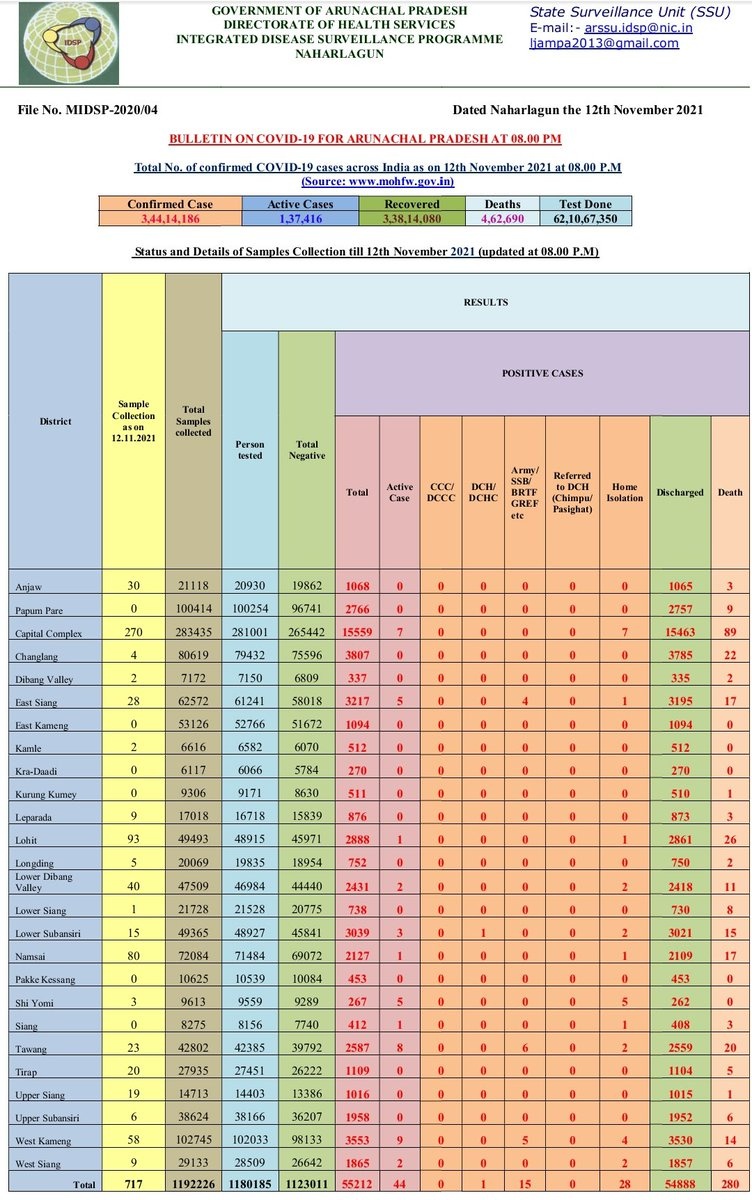 IDSP
GOVERNMENT OF ARUNACHAL PRADESH
DIRECTORATE OF HEALTH SERVICES
INTEGRATED DISEASE SURVEILLANCE PROGRAMME
NAHARLAGUN
State Surveillance Unit (SSU)
E-mail:- arssu.idsp@nic.in
ljampa2013@gmail.com
File No. MIDSP-2020/04 Dated Naharlagun the 12th November 2021
BULLETIN ON COVID-19 FOR ARUNACHAL PRADESH AT 08.00 PM
Total No. of confirmed COVID-19 cases across India as on 12th November 2021 at 08.00 P.M
(Source: www.mohfw.gov.in)
Confirmed Case Active Cases Recovered Deaths Test Done
3,44,14,186 1,37,416 3,38,14,080 4,62,690 62,10,67,350
Status and Details of Samples Collection till 12th November 2021 (updated at 08.00 P.M)
District
Sample
Collection
as on
12.11.2021
Total
Samples
collected
RESULTS
Person
tested
Total
Negative
POSITIVE CASES
Total
Active
Case
CCC/
DCCC
DCH/
DCHC
Army/
SSB/
BRTF
GREF
etc
Referred
to DCH
(Chimpu/
Pasighat)
Home
Isolation
Discharged
Death
Anjaw 30 21118 20930 19862 1068 0 0 0 0 0 0 1065 3
Papum Pare 0 100414 100254 96741 2766 0 0 0 0 0 0 2757 9
Capital Complex 270 283435 281001 265442 15559 7 0 0 0 0 7 15463 89
Changlang 4 80619 79432 75596 3807 0 0 0 0 0 0 3785 22
Dibang Valley 2 7172 7150 6809 337 0 0 0 0 0 0 335 2
East Siang 28 62572 61241 58018 3217 5 0 0 4 0 1 3195 17
East Kameng 0 53126 52766 51672 1094 0 0 0 0 0 0 1094 0
Kamle 2 6616 6582 6070 512 0 0 0 0 0 0 512 0
Kra-Daadi 0 6117 6066 5784 270 0 0 0 0 0 0 270 0
Kurung Kumey 0 9306 9171 8630 511 0 0 0 0 0 0 510 1
Leparada 9 17018 16718 15839 876 0 0 0 0 0 0 873 3
Lohit 93 49493 48915 45971 2888 1 0 0 0 0 1 2861 26
Longding 5 20069 19835 18954 752 0 0 0 0 0 0 750 2
Lower Dibang
Valley 40 47509 46984 44440 2431 2 0 0 0 0 2 2418 11
Lower Siang 1 21728 21528 20775 738 0 0 0 0 0 0 730 8
Lower Subansiri 15 49365 48927 45841 3039 3 0 1 0 0 2 3021 15
Namsai 80 72084 71484 69072 2127 1 0 0 0 0 1 2109 17
Pakke Kessang 0 10625 10539 10084 453 0 0 0 0 0 0 453 0
Shi Yomi 3 9613 9559 9289 267 5 0 0 0 0 5 262 0
Siang 0 8275 8156 7740 412 1 0 0 0 0 1 408 3
Tawang 23 42802 42385 39792 2587 8 0 0 6 0 2 2559 20
Tirap 20 27935 27451 26222 1109 0 0 0 0 0 0 1104 5
Upper Siang 19 14713 14403 13386 1016 0 0 0 0 0 0 1015 1
Upper Subansiri 6 38624 38166 36207 1958 0 0 0 0 0 0 1952 6
West Kameng 58 102745 102033 98133 3553 9 0 0 5 0 4 3530 14
West Siang 9 29133 28509 26642 1865 2 0 0 0 0 2 1857 6
Total 717 1192226 1180185 1123011 55212 44 0 1 15 0 28 54888 280